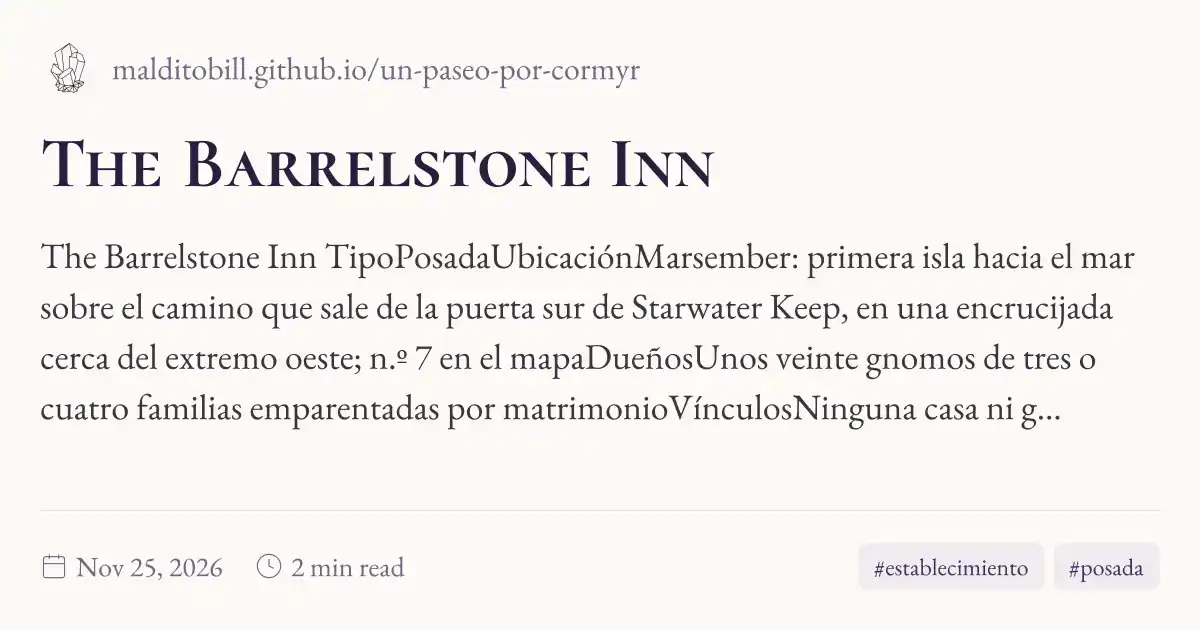 malditobill.github.io/un-paseo-por-cormyr
The Barrelstone Inn
The Barrelstone Inn TipoPosadaUbicaciónMarsember: primera isla hacia el mar
sobre el camino que sale de la puerta sur de Starwater Keep, en una encrucijada
cerca del extremo oeste; n.º 7 en el mapaDueñosUnos veinte gnomos de tres o
cuatro familias emparentadas por matrimonioVínculosNinguna casa ni g...
Nov 25, 2026 2 min read #establecimiento #posada